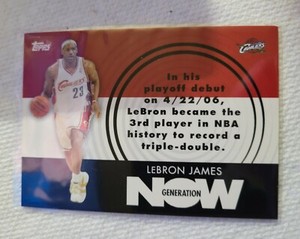 Topps
CAVALIERS
In his
playoff debut
on 4/22/06,
LeBron became the
3rd player in NBA
history to record a
triple-double.
23
LEBRON JAMES
NOW
GENERATION